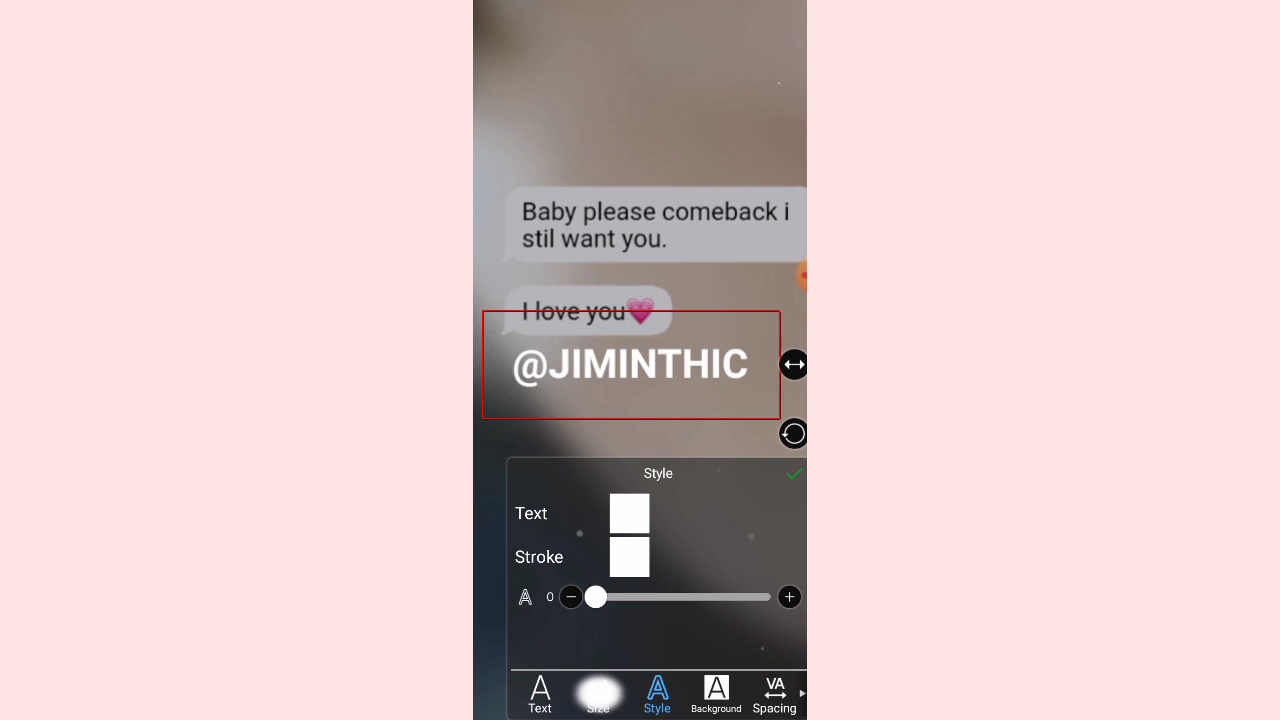 Baby please comeback i
stil want you.
I love you💗
@JIMINTHIC
Style
Text
Stroke
0
Text
Size
Style
Background
Spacing